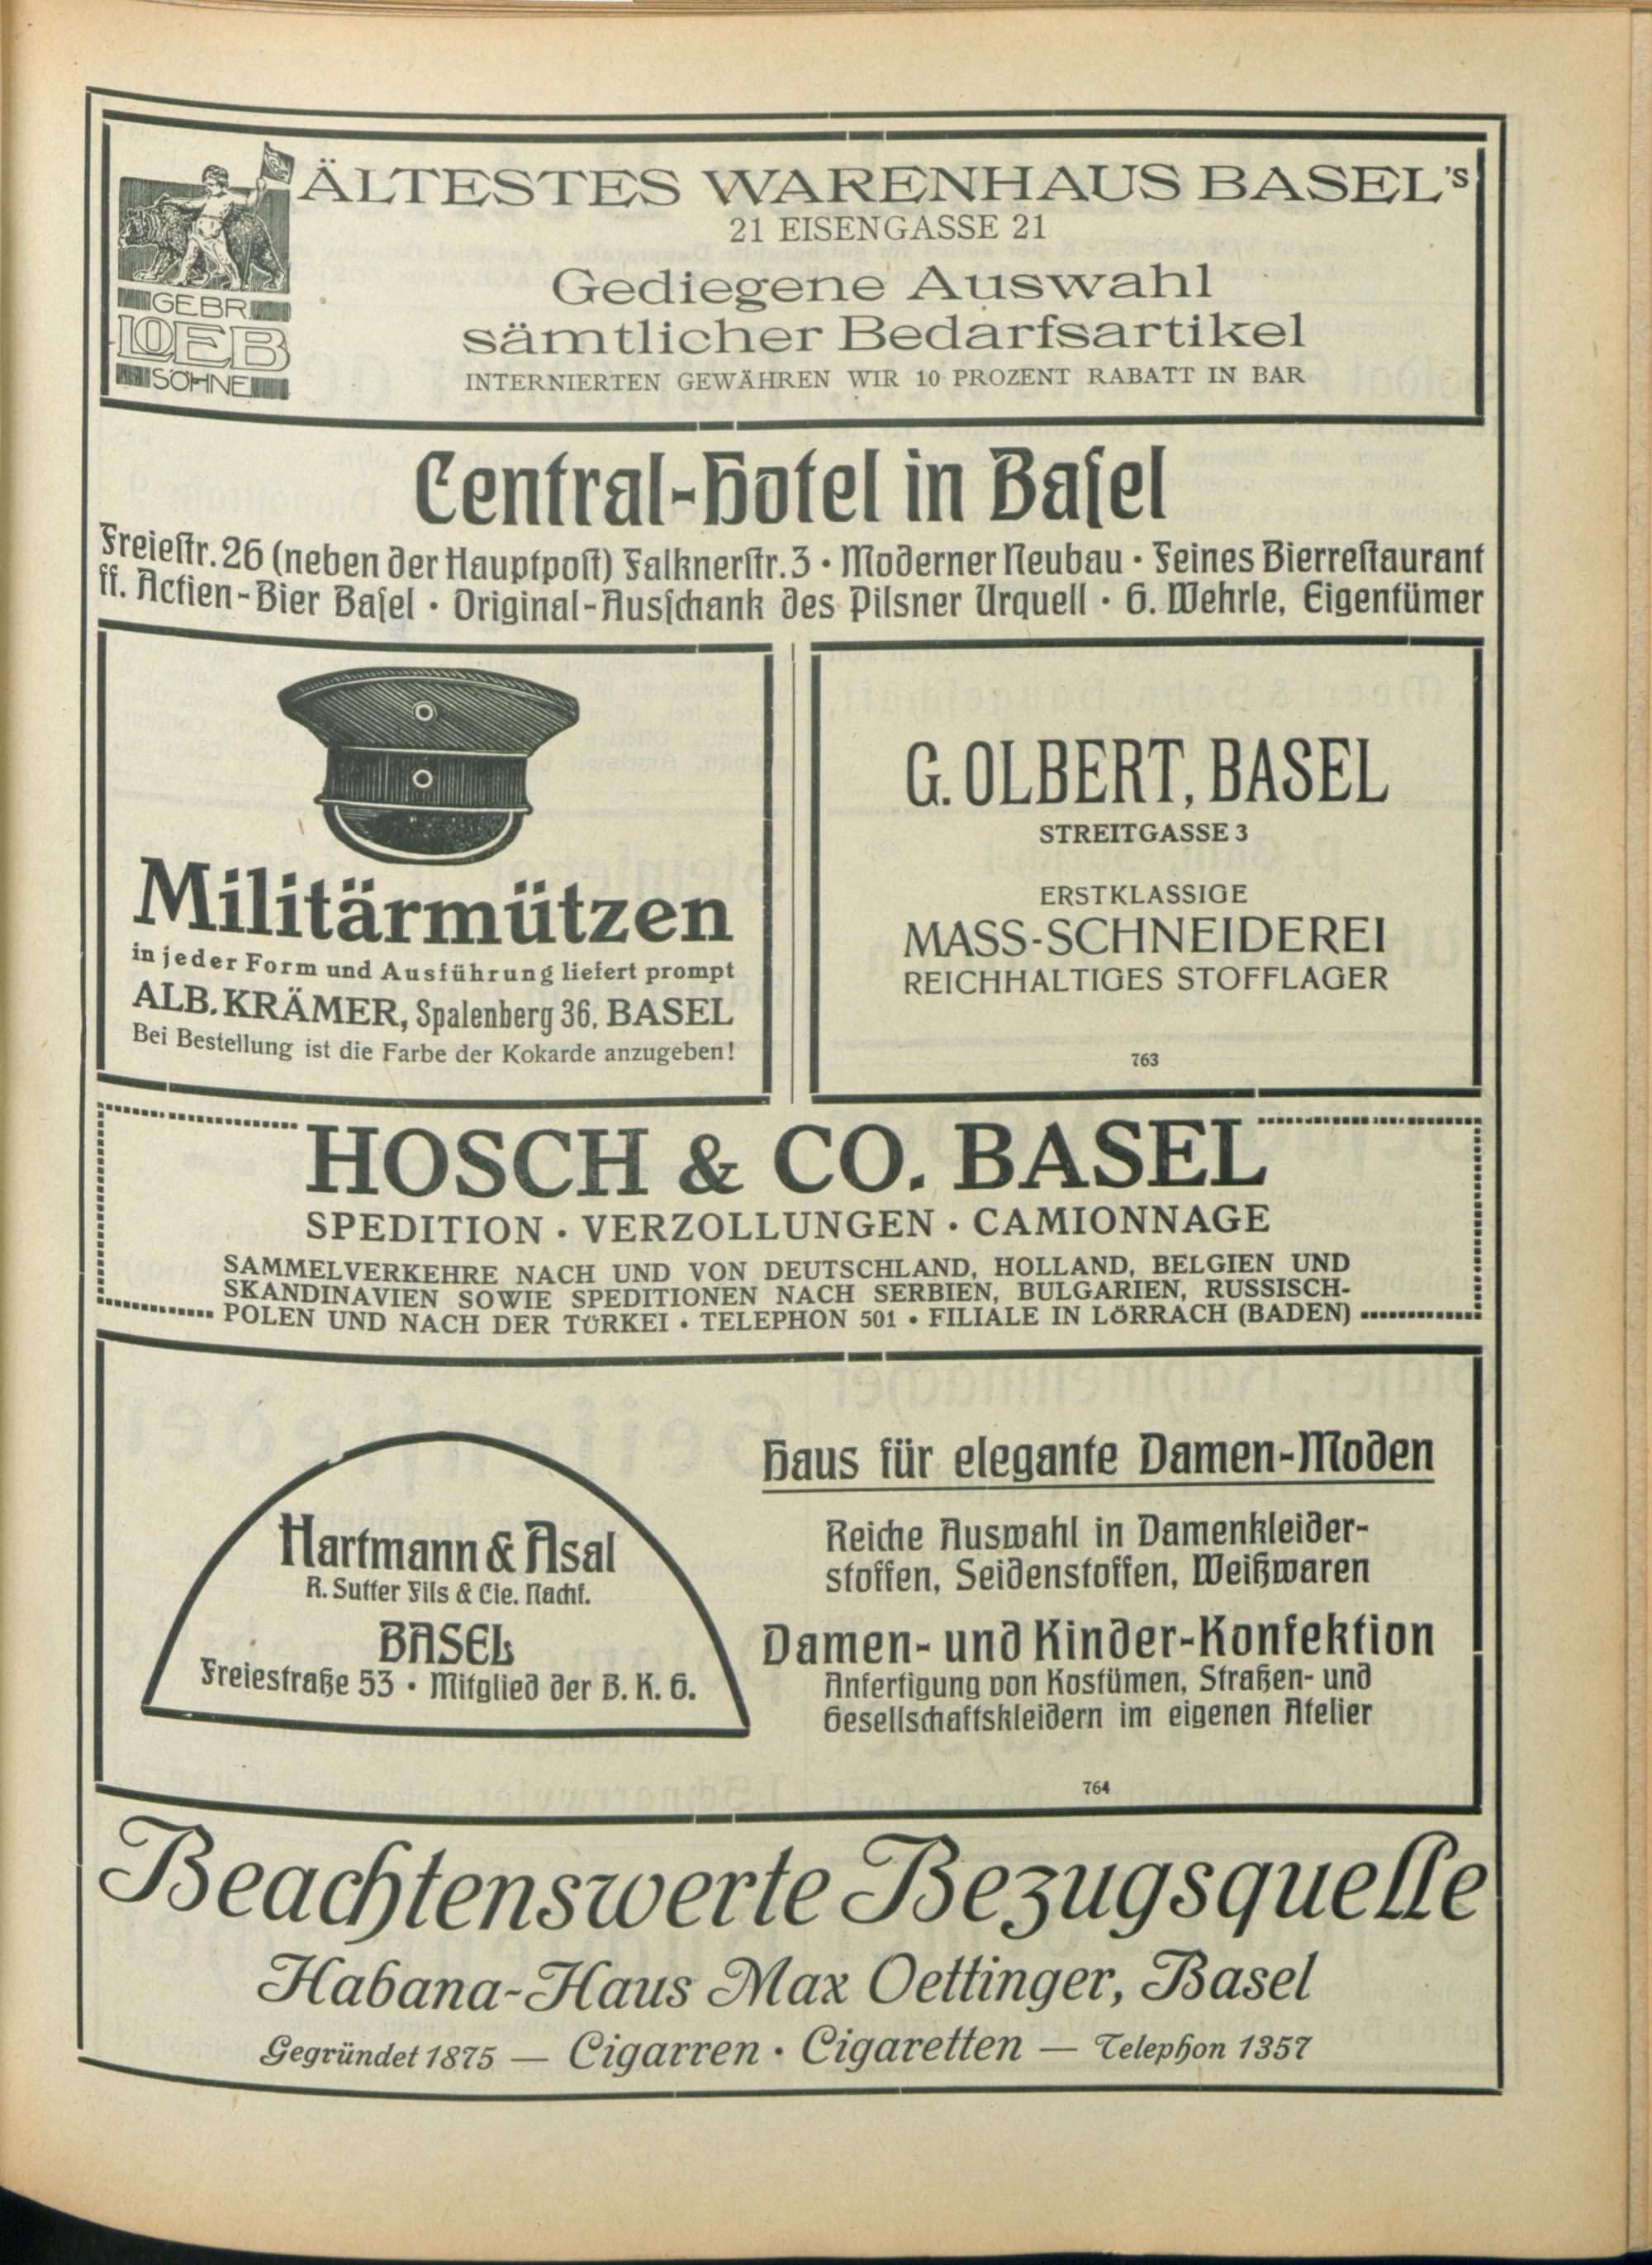 ÄLTESTES WARENHAUS BASEL's
21 EISENGASSE 21
Gediegene Auswahl
sämtlicher Bedarfsartikel
INTERNIERTEN GEWÄHREN WIR 10 PROZENT RABATT IN BAR
GEBR.
LOEB
SÖHNE
Central-Hotel in Baſel
Freieſtr. 26 (neben der Hauptpoſt) Falknerſtr. 3 • Moderner Neubau • Feines Bierreſtaurant
ff. Actien-Bier Baſel • Original-Ausſchank des Pilsner Urquell • G. Wehrle, Eigentümer
Militärmützen
in jeder Form und Ausführung liefert prompt
ALB. KRÄMER, Spalenberg 36, BASEL
Bei Bestellung ist die Farbe der Kokarde anzugeben!
G. OLBERT, BASEL
STREITGASSE 3
ERSTKLASSIGE
MASS-SCHNEIDEREI
REICHHALTIGES STOFFLAGER
763
HOSCH & CO. BASEL
SPEDITION • VERZOLLUNGEN • CAMIONNAGE
SAMMELVERKEHRE NACH UND VON DEUTSCHLAND, HOLLAND, BELGIEN UND
SKANDINAVIEN SOWIE SPEDITIONEN NACH SERBIEN, BULGARIEN, RUSSISCH-
POLEN UND NACH DER TÜRKEI • TELEPHON 501 • FILIALE IN LÖRRACH (BADEN)
Hartmann & Asal
R. Sutter Fils & Cie. Nachf.
BASEL
Freiestraße 53 • Mitglied der B. K. G.
Haus für elegante Damen-Moden
Reiche Auswahl in Damenkleider-
stoffen, Seidenstoffen, Weißwaren
Damen- und Kinder-Konfektion
Anfertigung von Kostümen, Straßen- und
Gesellschaftskleidern im eigenen Atelier
764
Beachtenswerte Bezugsquelle
Habana-Haus Max Oettinger, Basel
Gegründet 1875 — Cigarren • Cigaretten — Telephon 1357